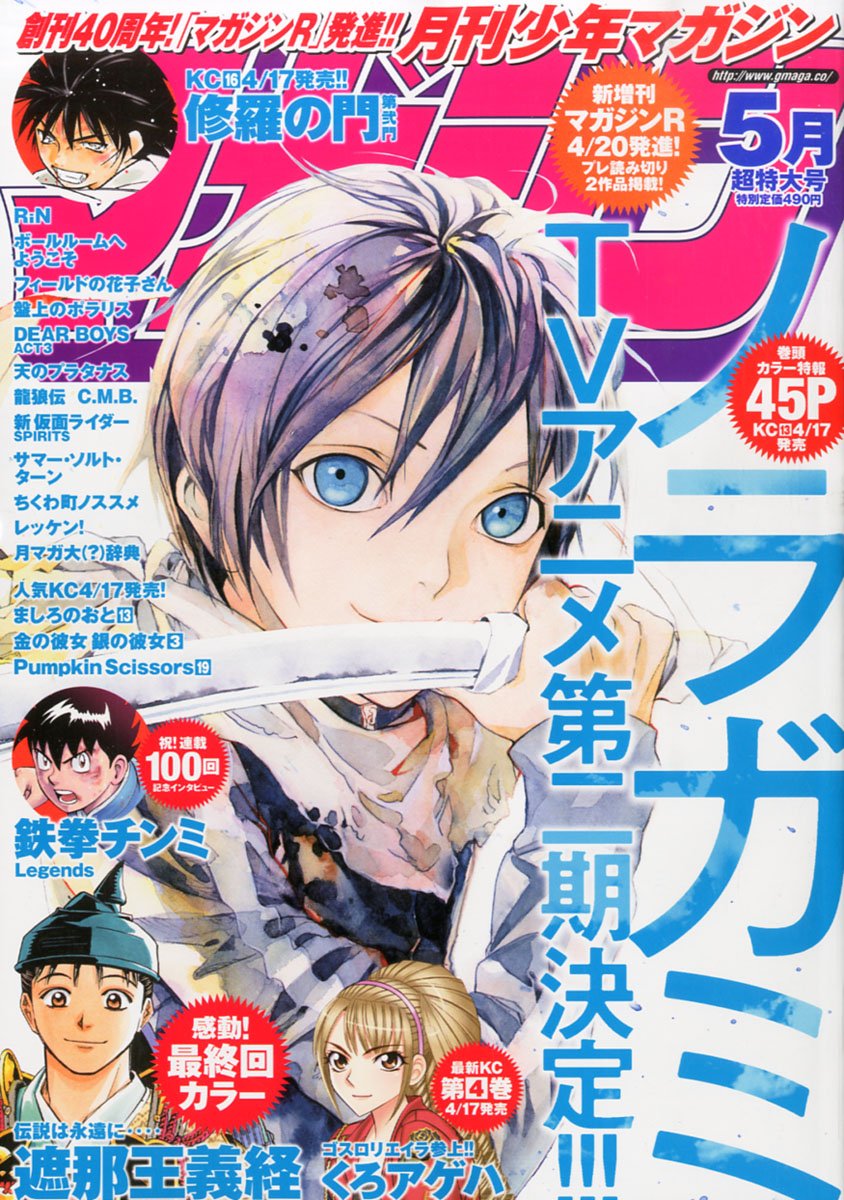 創刊40周年!「マガジンR」発進!! 月刊少年マガジン
http://www.gmaga.co/
KC16 4/17発売!!
修羅の門 第弐門
新増刊
マガジンR
4/20発進!
プレ読み切り
2作品掲載!
5月
超特大号
特別定価490円
RiN
ボールルームへ
ようこそ
フィールドの花子さん
盤上のポラリス
DEAR BOYS
ACT3
天のプラタナス
龍狼伝 C.M.B.
新 仮面ライダー
SPIRITS
サマー・ソルト・
ターン
ちくわ町ノススメ
レッケン!
月マガ大(?)辞典
人気KC4/17発売!
ましろのおと13
金の彼女 銀の彼女3
Pumpkin Scissors19
ノラガミ
TVアニメ第二期決定!!!
巻頭
カラー特報
45P
KC13 4/17
発売
祝!連載
100回
記念インタビュー
鉄拳チンミ
Legends
感動!
最終回
カラー
伝説は永遠に‥‥
遮那王義経
最新KC
第4巻
4/17発売
ゴスロリエイラ参上!!
くろアゲハ